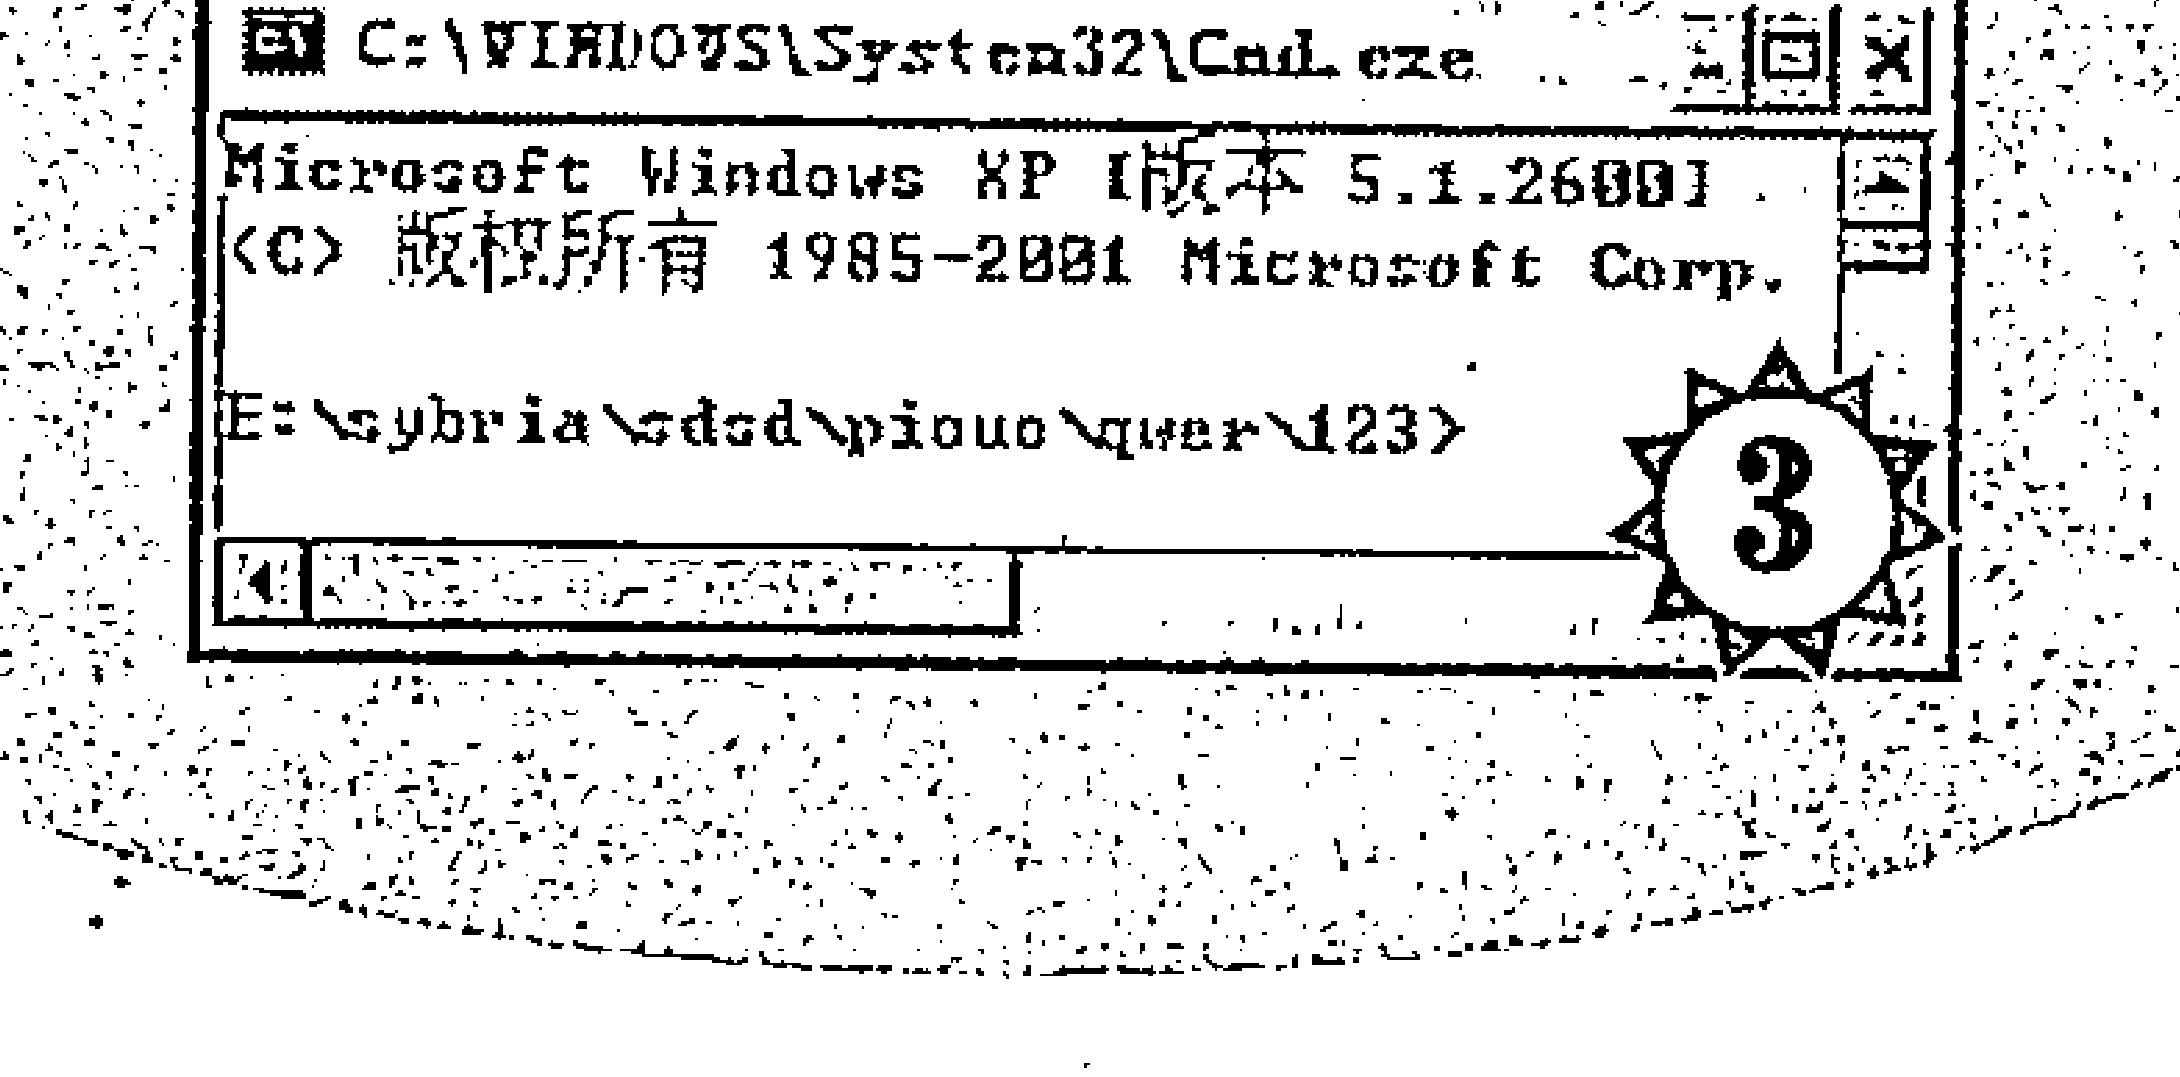 C:\WINDOWS\System32\Cmd.exe
Microsoft Windows XP [版本 5.1.2600]
(C) 版权所有 1985-2001 Microsoft Corp.
E:\sybria\sdsd\piouo\qwer\123>
3